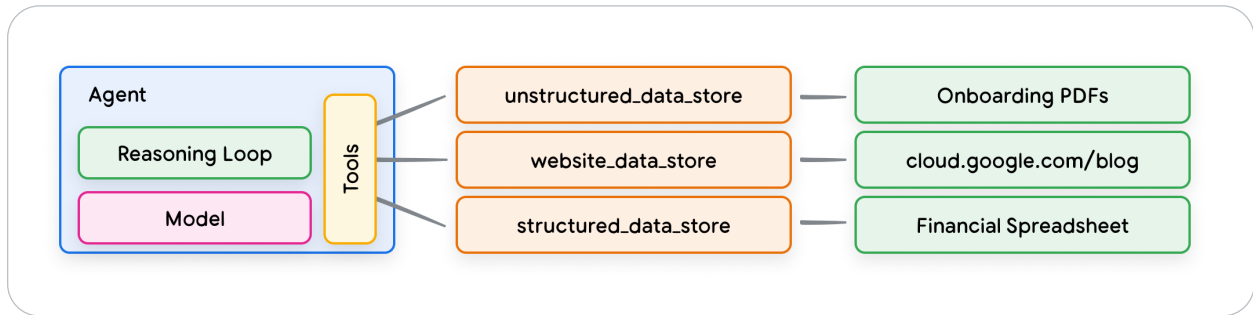 Agent
Reasoning Loop
Model
Tools
unstructured_data_store
website_data_store
structured_data_store
Onboarding PDFs
cloud.google.com/blog
Financial Spreadsheet